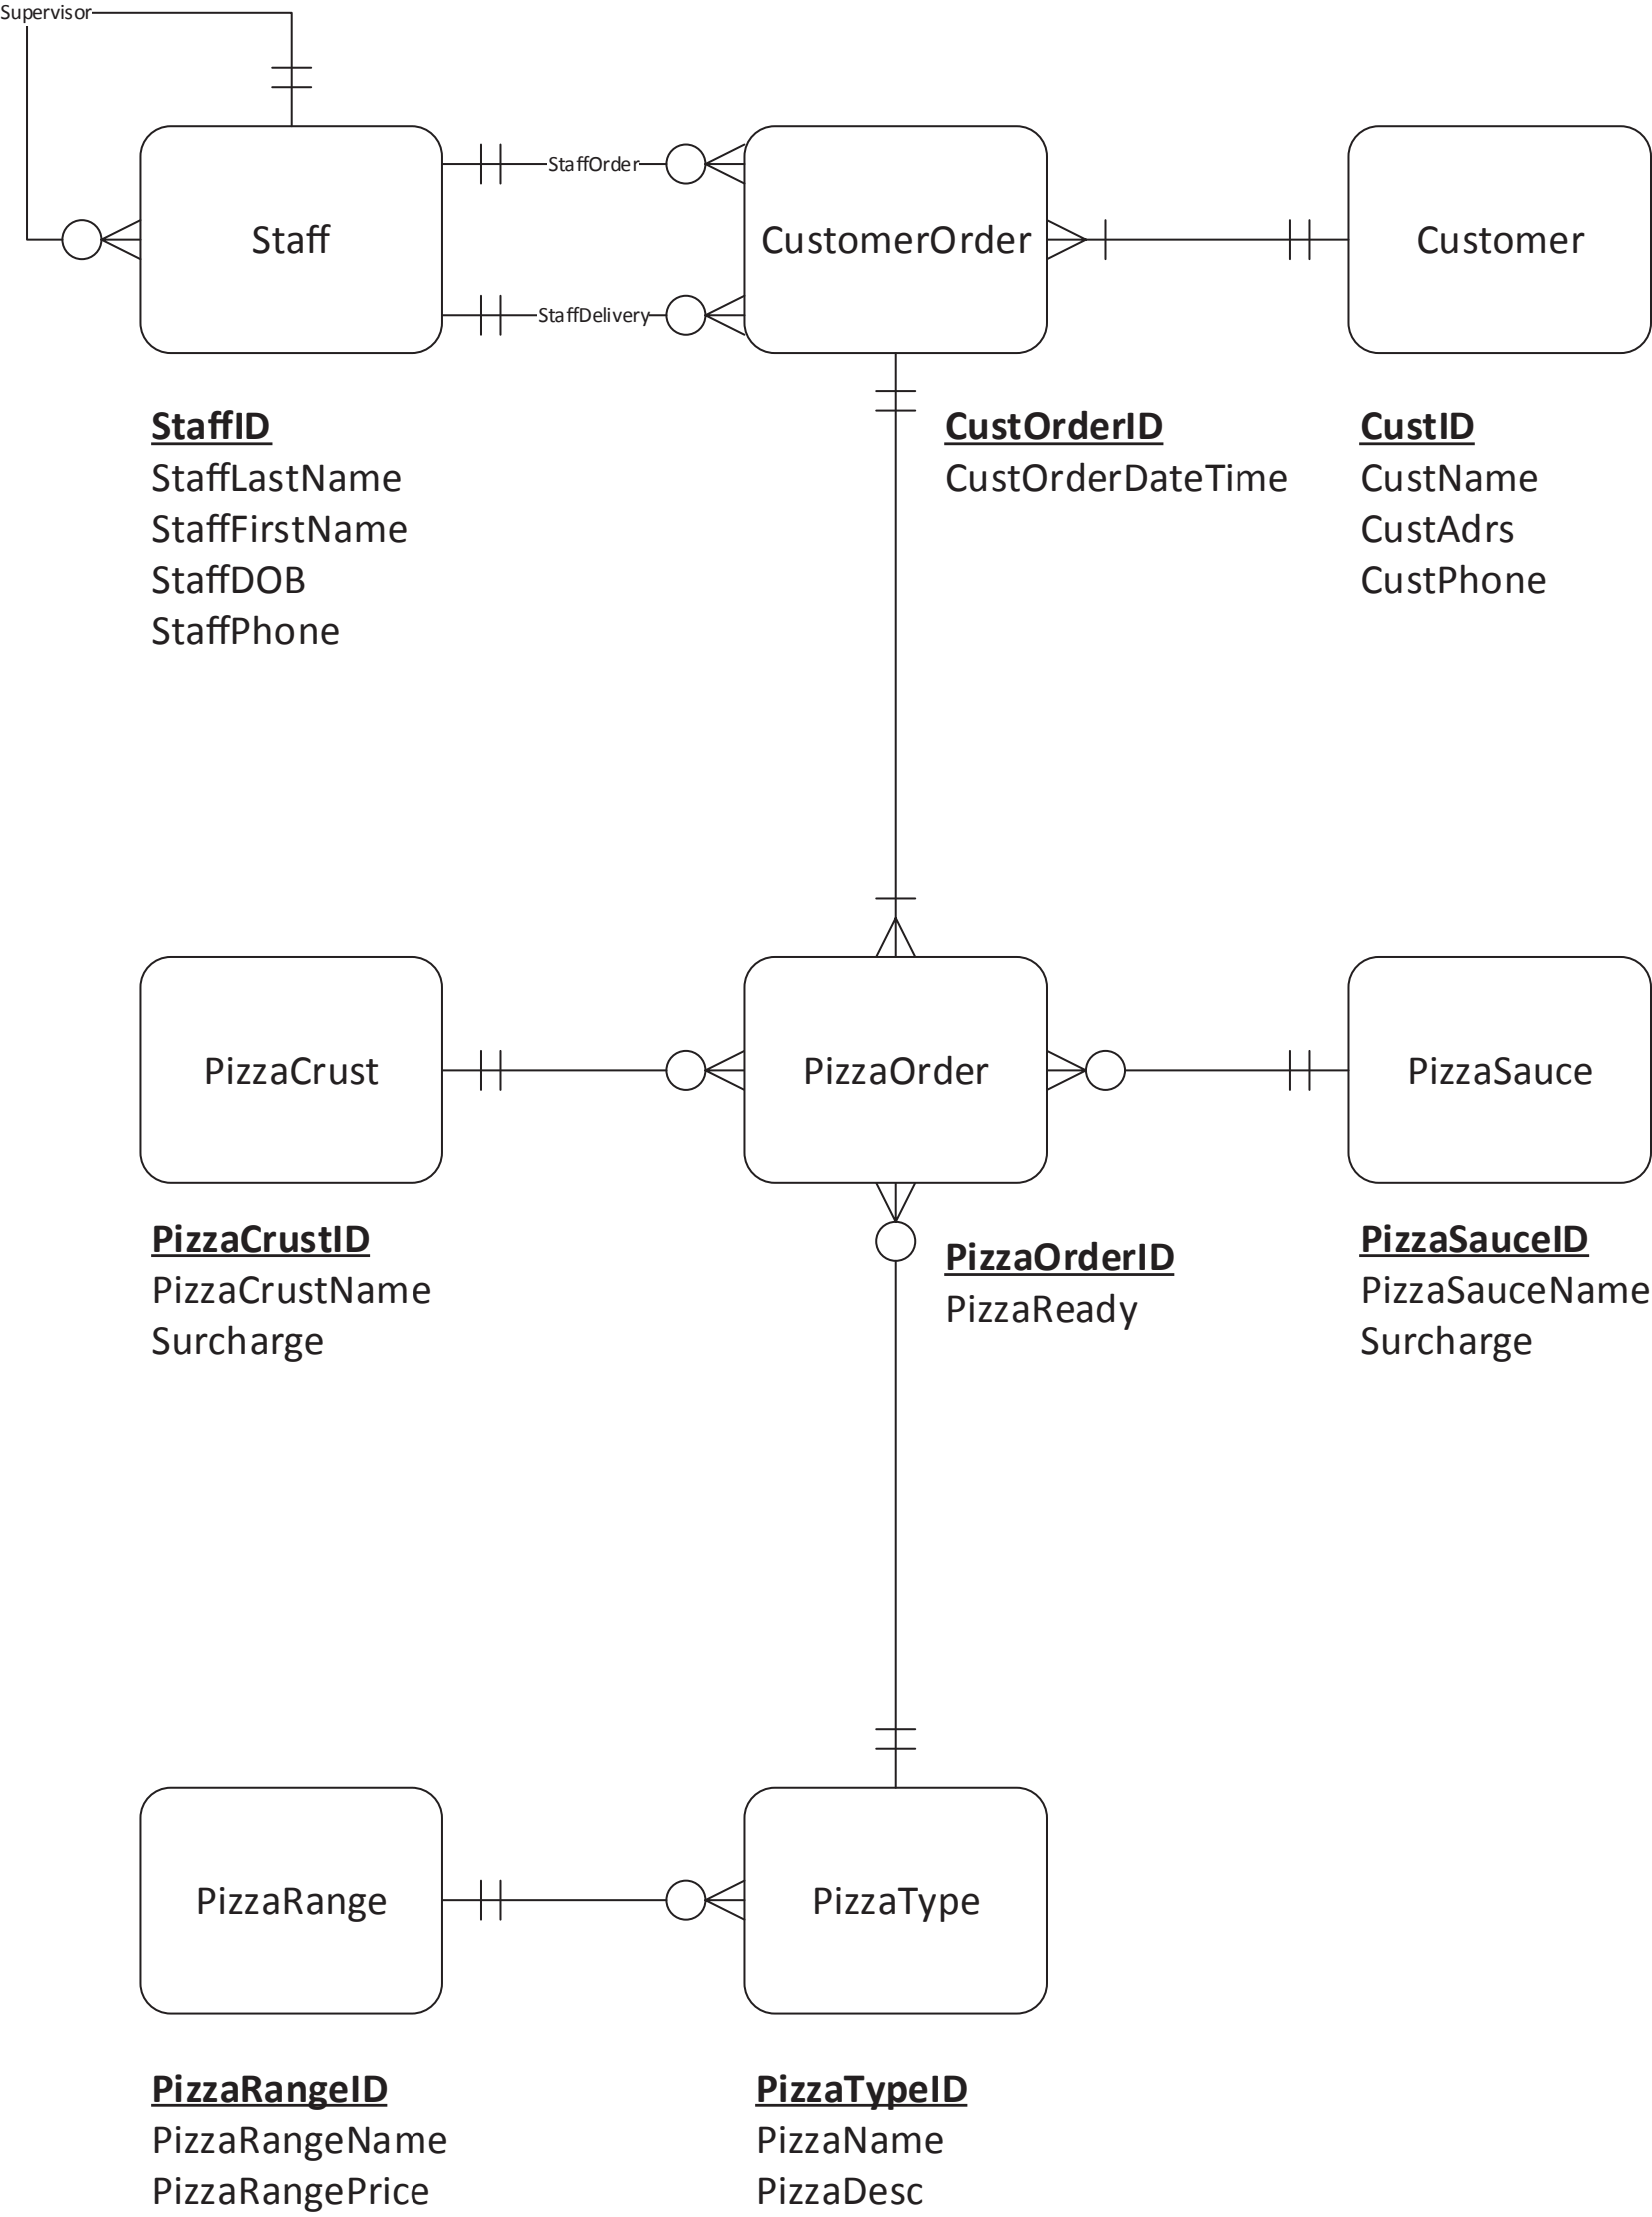 Supervisor
Staff
StaffOrder
StaffDelivery
CustomerOrder
Customer
StaffID
StaffLastName
StaffFirstName
StaffDOB
StaffPhone
CustOrderID
CustOrderDateTime
CustID
CustName
CustAdrs
CustPhone
PizzaCrust
PizzaOrder
PizzaSauce
PizzaCrustID
PizzaCrustName
Surcharge
PizzaOrderID
PizzaReady
PizzaSauceID
PizzaSauceName
Surcharge
PizzaRange
PizzaType
PizzaRangeID
PizzaRangeName
PizzaRangePrice
PizzaTypeID
PizzaName
PizzaDesc